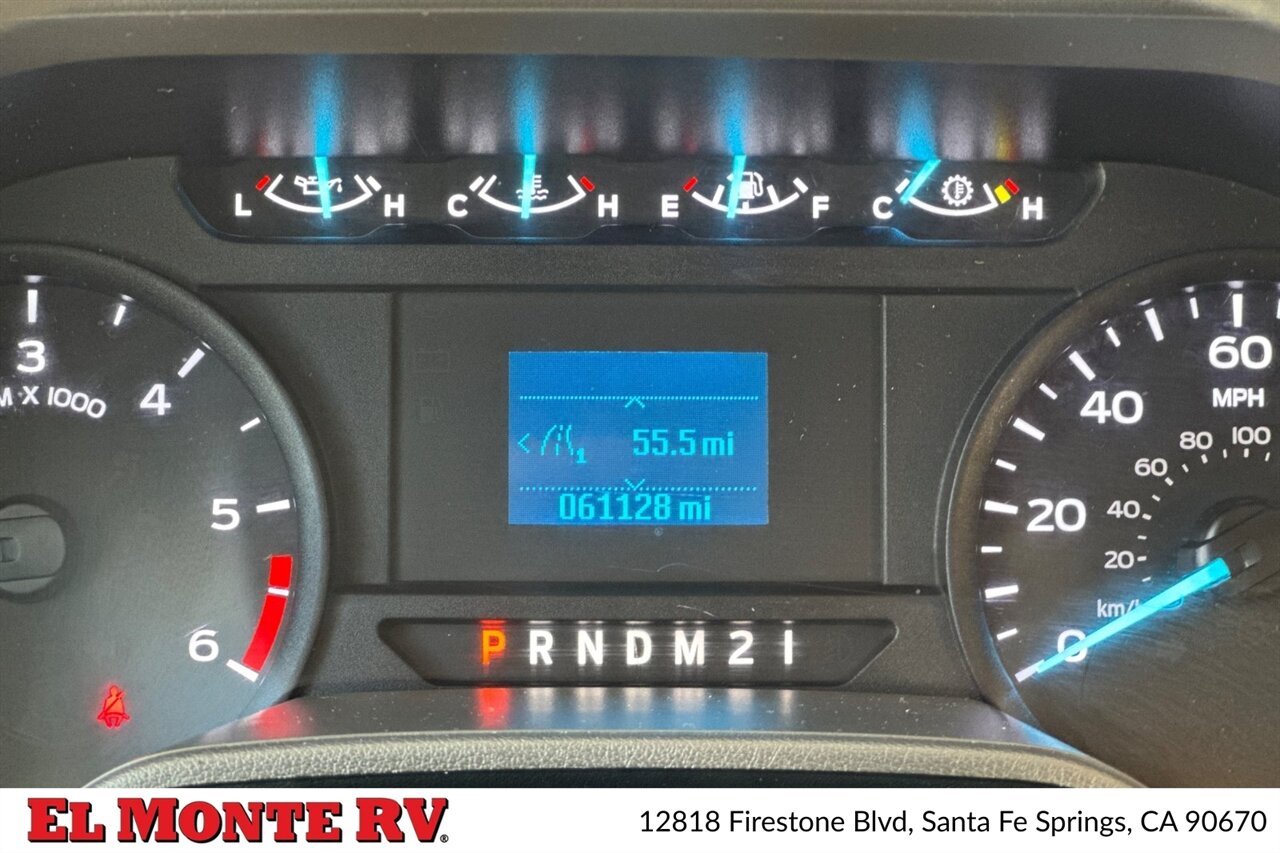 L H C H E F C H
3
M X 1000
4
5
6
55.5 mi
1
061128 mi
P R N D M 2 1
60
MPH
40
20
0
100
80
60
40
20
km/
EL MONTE RV®
12818 Firestone Blvd, Santa Fe Springs, CA 90670